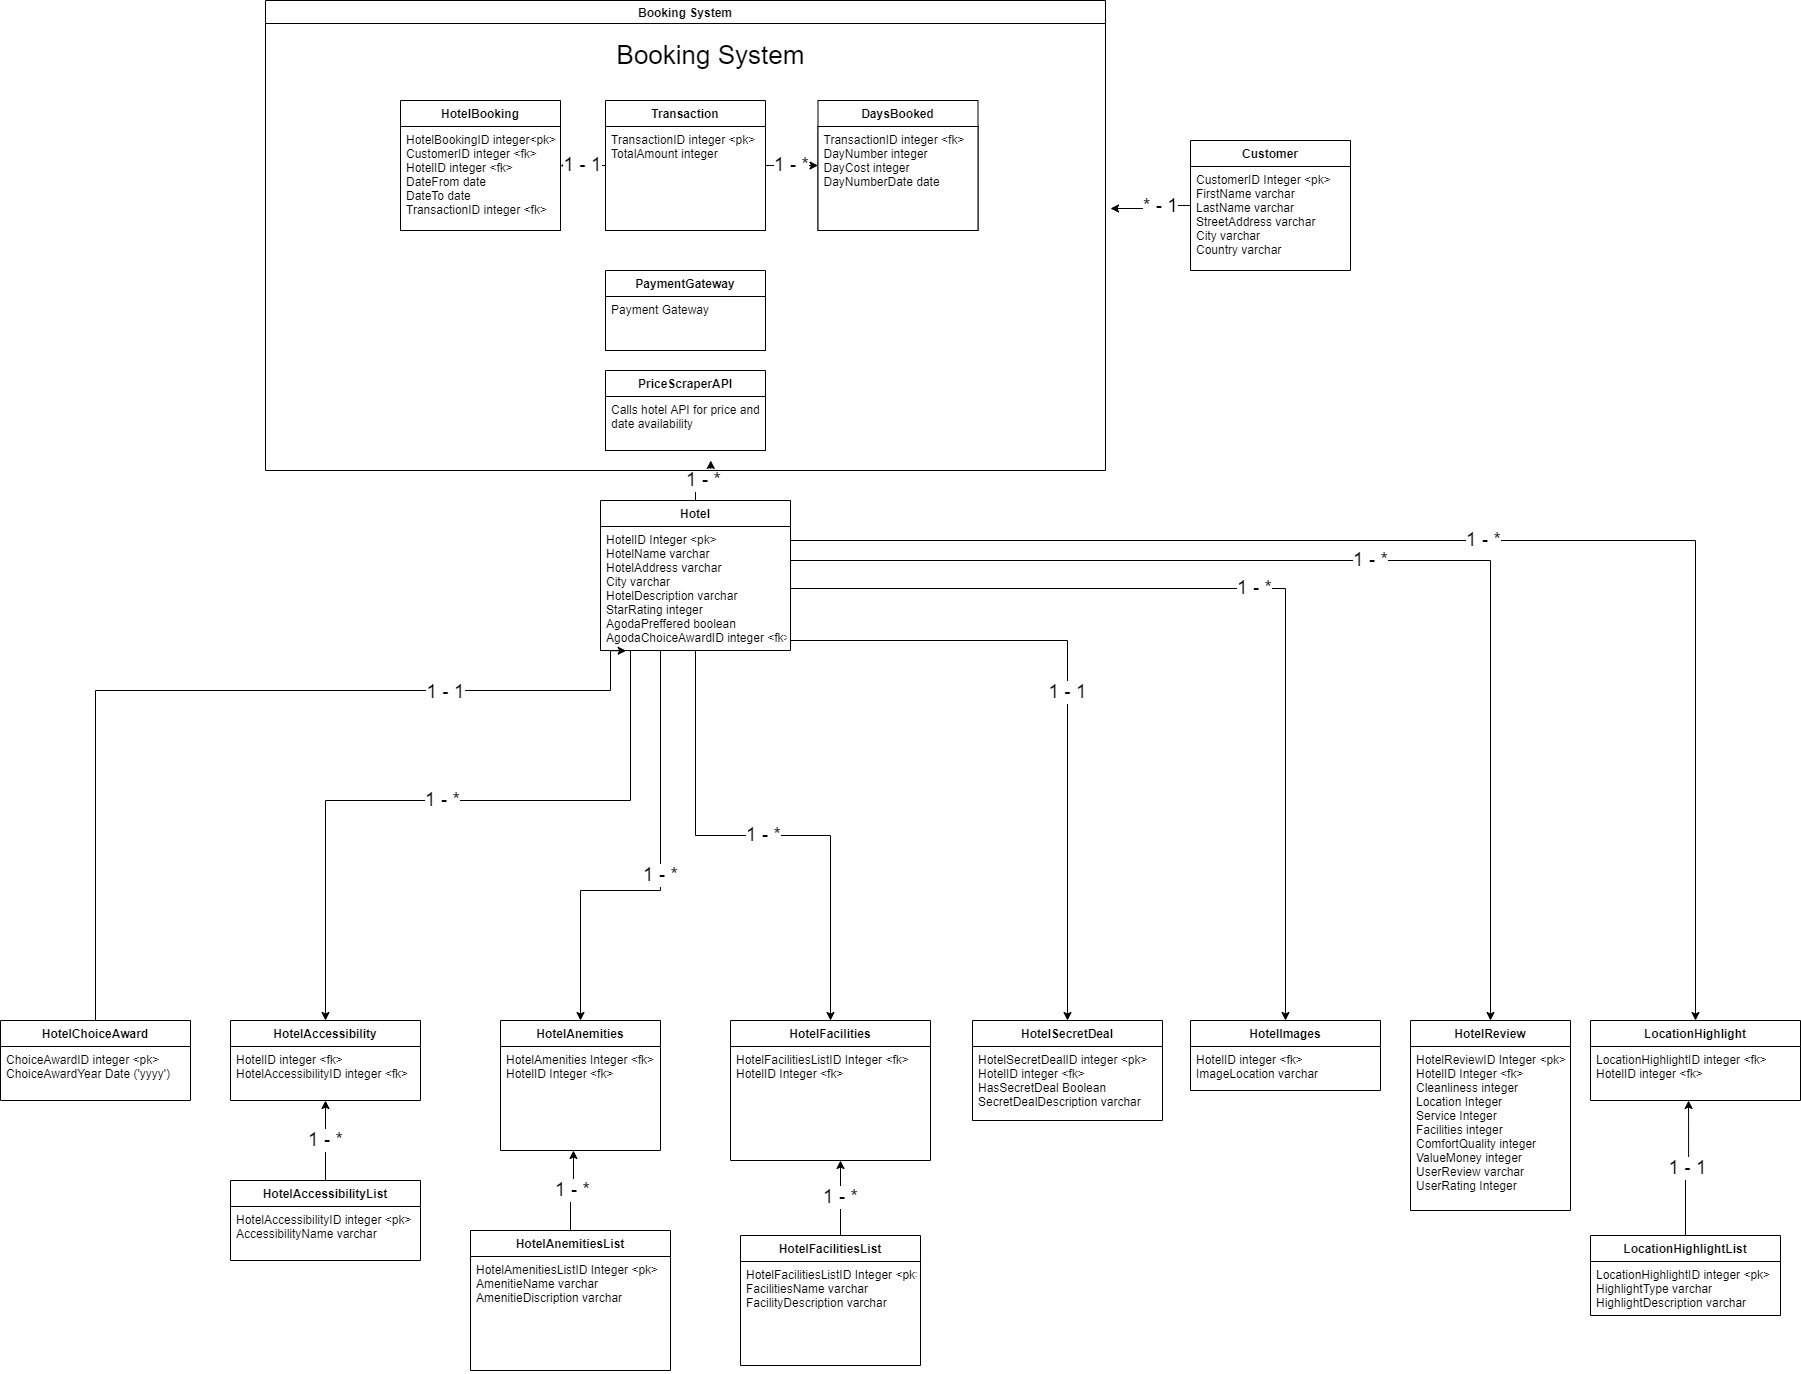 Booking System
Booking System
HotelBooking
HotelBookingID integer<pk>
CustomerID integer <fk>
HotelID integer <fk>
DateFrom date
DateTo date
TransactionID integer <fk>
1 - 1
Transaction
TransactionID integer <pk>
TotalAmount integer
1 - *
DaysBooked
TransactionID integer <fk>
DayNumber integer
DayCost integer
DayNumberDate date
* - 1
Customer
CustomerID Integer <pk>
FirstName varchar
LastName varchar
StreetAddress varchar
City varchar
Country varchar
PaymentGateway
Payment Gateway
PriceScraperAPI
Calls hotel API for price and
date availability
1 - *
Hotel
HotelID Integer <pk>
HotelName varchar
HotelAddress varchar
City varchar
HotelDescription varchar
StarRating integer
AgodaPreffered boolean
AgodaChoiceAwardID integer <fk>
1 - *
1 - *
1 - *
1 - 1
1 - 1
1 - *
1 - *
1 - *
HotelChoiceAward
ChoiceAwardID integer <pk>
ChoiceAwardYear Date ('yyyy')
HotelAccessibility
HotelID integer <fk>
HotelAccessibilityID integer <fk>
HotelAnemities
HotelAmenities Integer <fk>
HotelID Integer <fk>
HotelFacilities
HotelFacilitiesListID Integer <fk>
HotelID Integer <fk>
HotelSecretDeal
HotelSecretDealID integer <pk>
HotelID integer <fk>
HasSecretDeal Boolean
SecretDealDescription varchar
HotelImages
HotelID integer <fk>
ImageLocation varchar
HotelReview
HotelReviewID Integer <pk>
HotelID Integer <fk>
Cleanliness integer
Location Integer
Service Integer
Facilities integer
ComfortQuality integer
ValueMoney integer
UserReview varchar
UserRating Integer
LocationHighlight
LocationHighlightID integer <fk>
HotelID integer <fk>
1 - *
1 - *
1 - *
1 - 1
HotelAccessibilityList
HotelAccessibilityID integer <pk>
AccessibilityName varchar
HotelAnemitiesList
HotelAmenitiesListID Integer <pk>
AmenitieName varchar
AmenitieDiscription varchar
HotelFacilitiesList
HotelFacilitiesListID Integer <pk
FacilitiesName varchar
FacilityDescription varchar
LocationHighlightList
LocationHighlightID integer <pk>
HighlightType varchar
HighlightDescription varchar